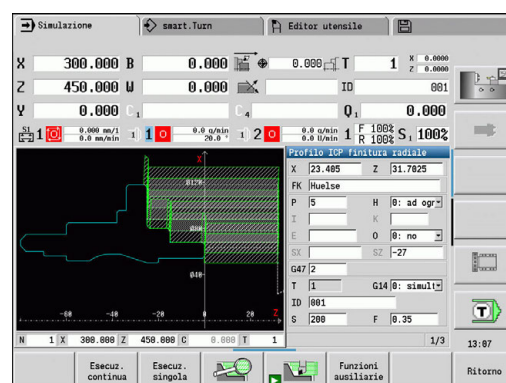 Simulazione smart.Turn Editor utensile
X 300.000 B 0.000 0.000 T 1 X 0.0000 Z 0.0000
Z 450.000 W 0.000 ID 001
Y 0.000 C1 C4 Q1 0.000
S1 1 0.000 mm/1 0.0 mm/min 1 0.0 g/min 20.0 ° 2 0.0 g/min 0.0 U/min 1 F 100% R 100% S1 100%
Profilo ICP finitura radiale
X 23.405 Z 31.7025
FK Huelse
P 5 H 0: ad ogr
I K
E O 0: no
SX SZ -27
G47 2
T 1 G14 0: simult
ID 001
S 200 F 0.35
X
Ø120
Ø80
Ø40
-60 -40 -20 0 20 Z
N 1 X 300.000 Z 450.000 C 0.000 T 1
1/3
T
13:07
Esecuz. continua
Esecuz. singola
Funzioni ausiliarie
Ritorno